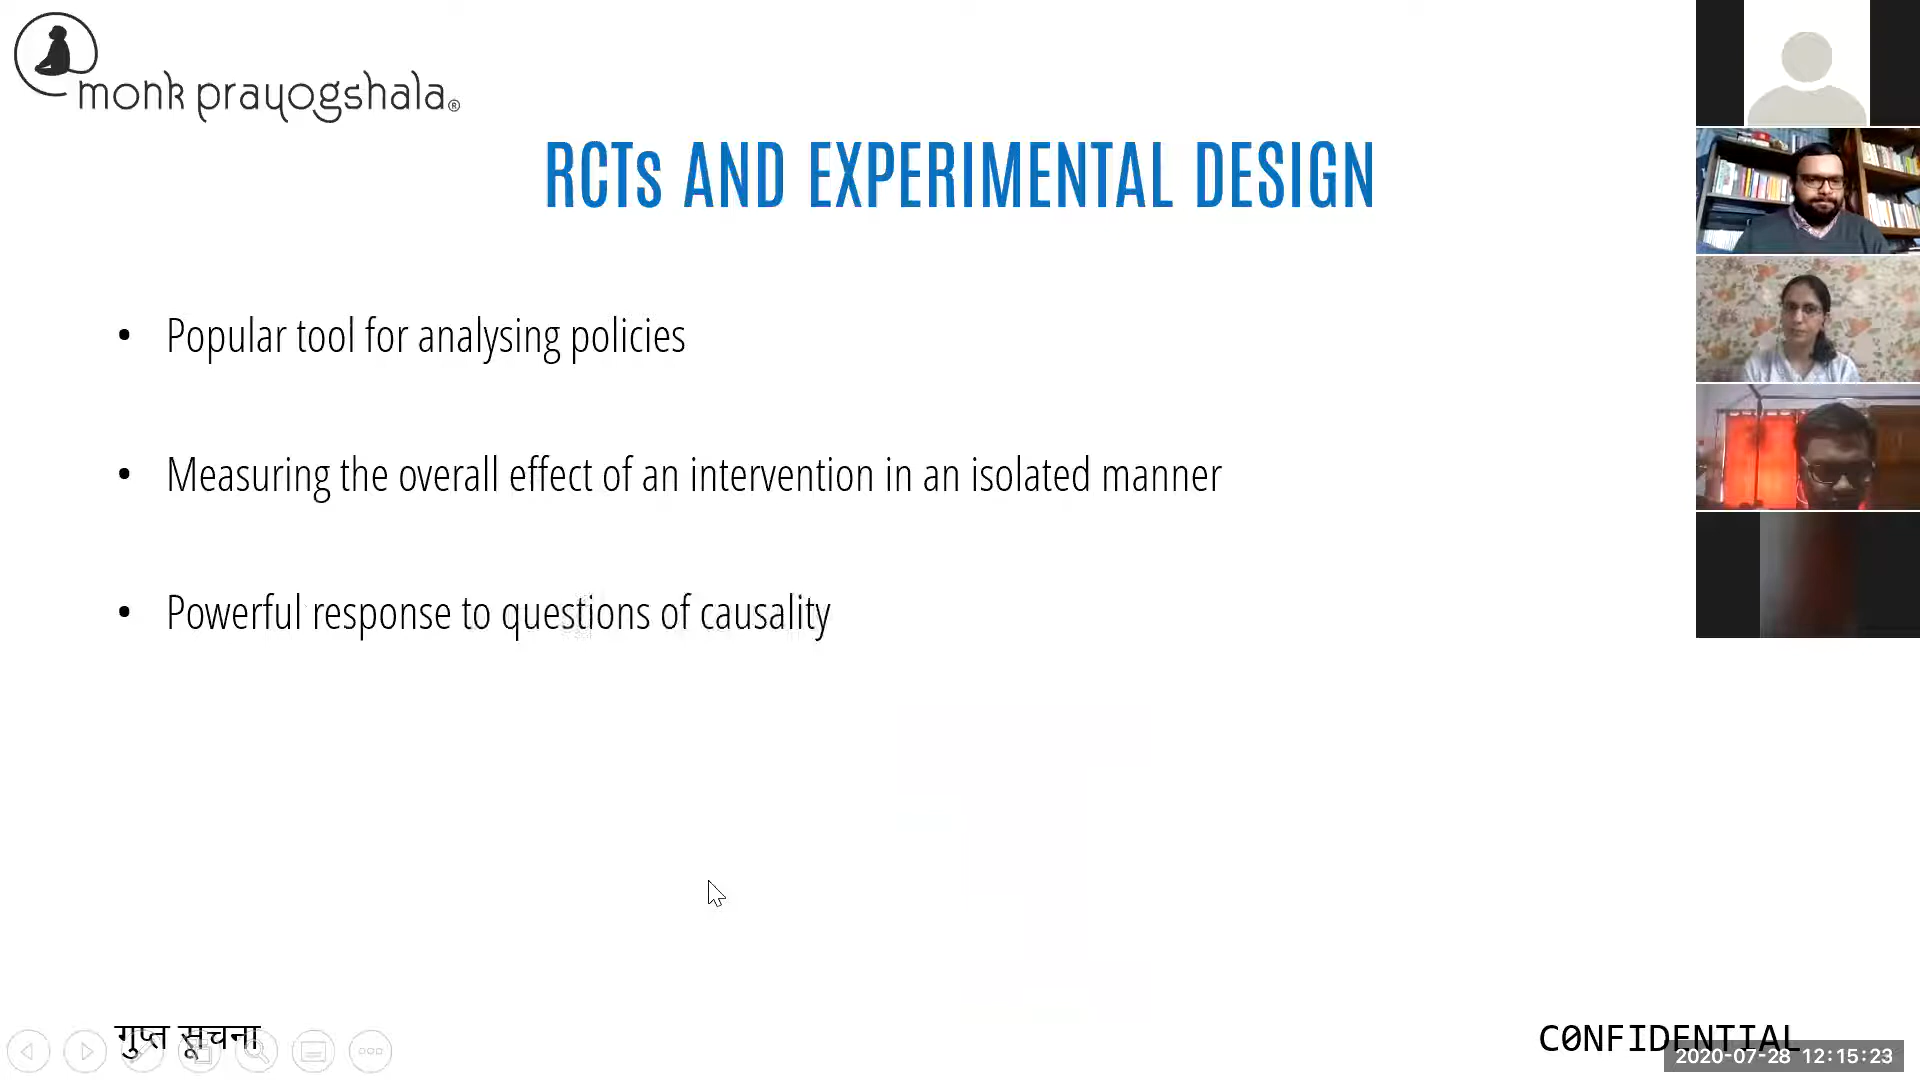 monk prayogshala®
RCTs AND EXPERIMENTAL DESIGN
• Popular tool for analysing policies
• Measuring the overall effect of an intervention in an isolated manner
• Powerful response to questions of causality
गुप्त सूचना
C0NFIDENTIAL
2020-07-28 12:15:23